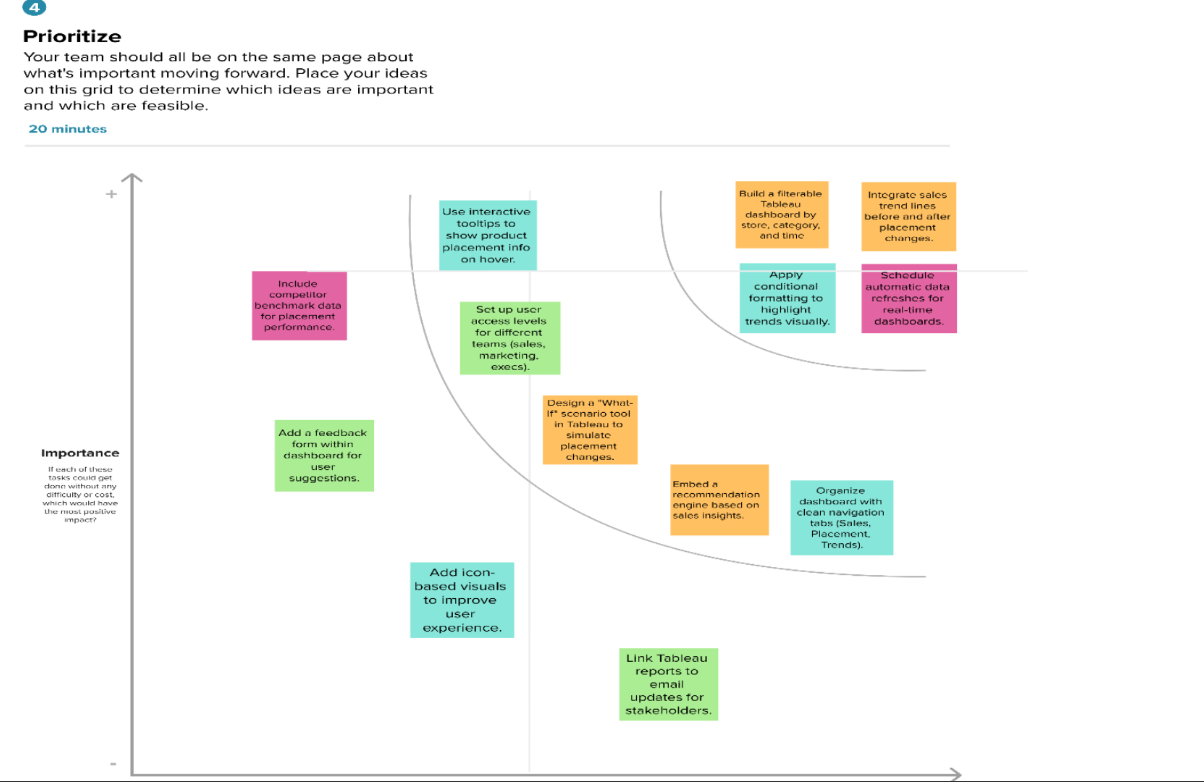 4
Prioritize
Your team should all be on the same page about
what's important moving forward. Place your ideas
on this grid to determine which ideas are important
and which are feasible.
20 minutes
+
Build a filterable
Tableau
dashboard by
store, category,
and time
Integrate sales
trend lines
before and after
placement
changes.
Use interactive
tooltips to
show product
placement info
on hover.
Apply
conditional
formatting to
highlight
trends visually.
Schedule
automatic data
refreshes for
real-time
dashboards.
Include
competitor
benchmark data
for placement
performance.
Set up user
access levels
for different
teams (sales,
marketing,
execs).
Design a "What-
If" scenario tool
in Tableau to
simulate
placement
changes.
Add a feedback
form within
dashboard for
user
suggestions.
Importance
If each of these
tasks could get
done without any
difficulty or cost,
which would have
the most positive
impact?
Embed a
recommendation
engine based on
sales insights.
Organize
dashboard with
clean navigation
tabs (Sales,
Placement,
Trends).
Add icon-
based visuals
to improve
user
experience.
Link Tableau
reports to
email
updates for
stakeholders.
-